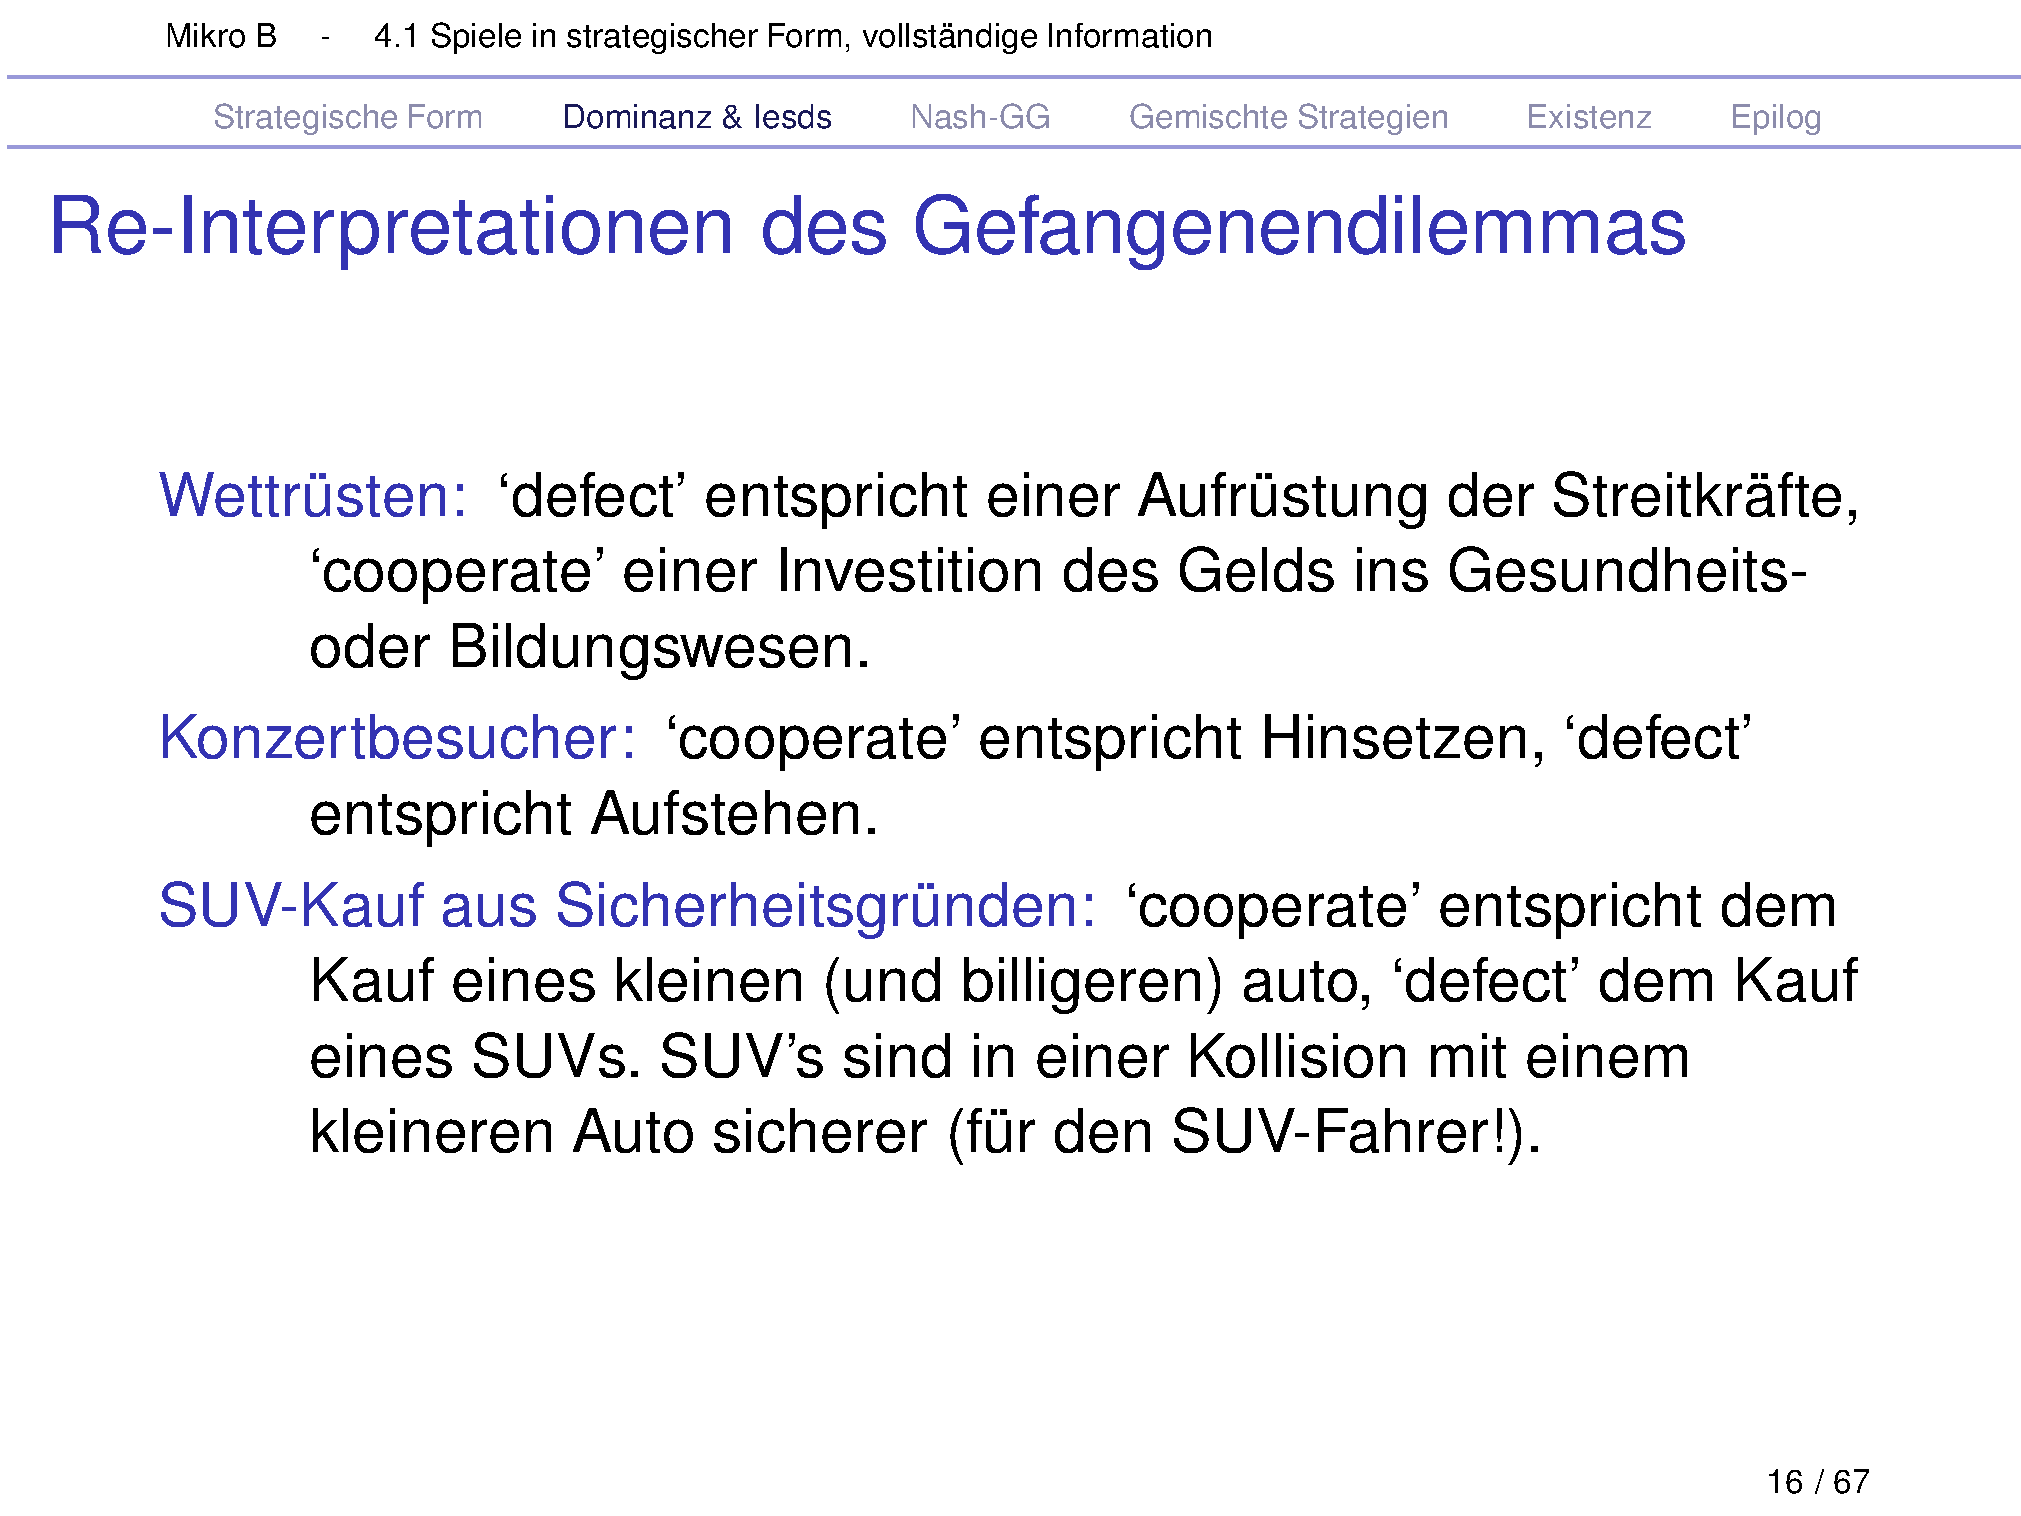 Mikro B - 4.1 Spiele in strategischer Form, vollständige Information
Strategische Form Dominanz & Iesds Nash-GG Gemischte Strategien Existenz Epilog
Re-Interpretationen des Gefangenendilemmas
Wettrüsten: ‘defect’ entspricht einer Aufrüstung der Streitkräfte,
‘cooperate’ einer Investition des Gelds ins Gesundheits-
oder Bildungswesen.
Konzertbesucher: ‘cooperate’ entspricht Hinsetzen, ‘defect’
entspricht Aufstehen.
SUV-Kauf aus Sicherheitsgründen: ‘cooperate’ entspricht dem
Kauf eines kleinen (und billigeren) auto, ‘defect’ dem Kauf
eines SUVs. SUV’s sind in einer Kollision mit einem
kleineren Auto sicherer (für den SUV-Fahrer!).
16 / 67